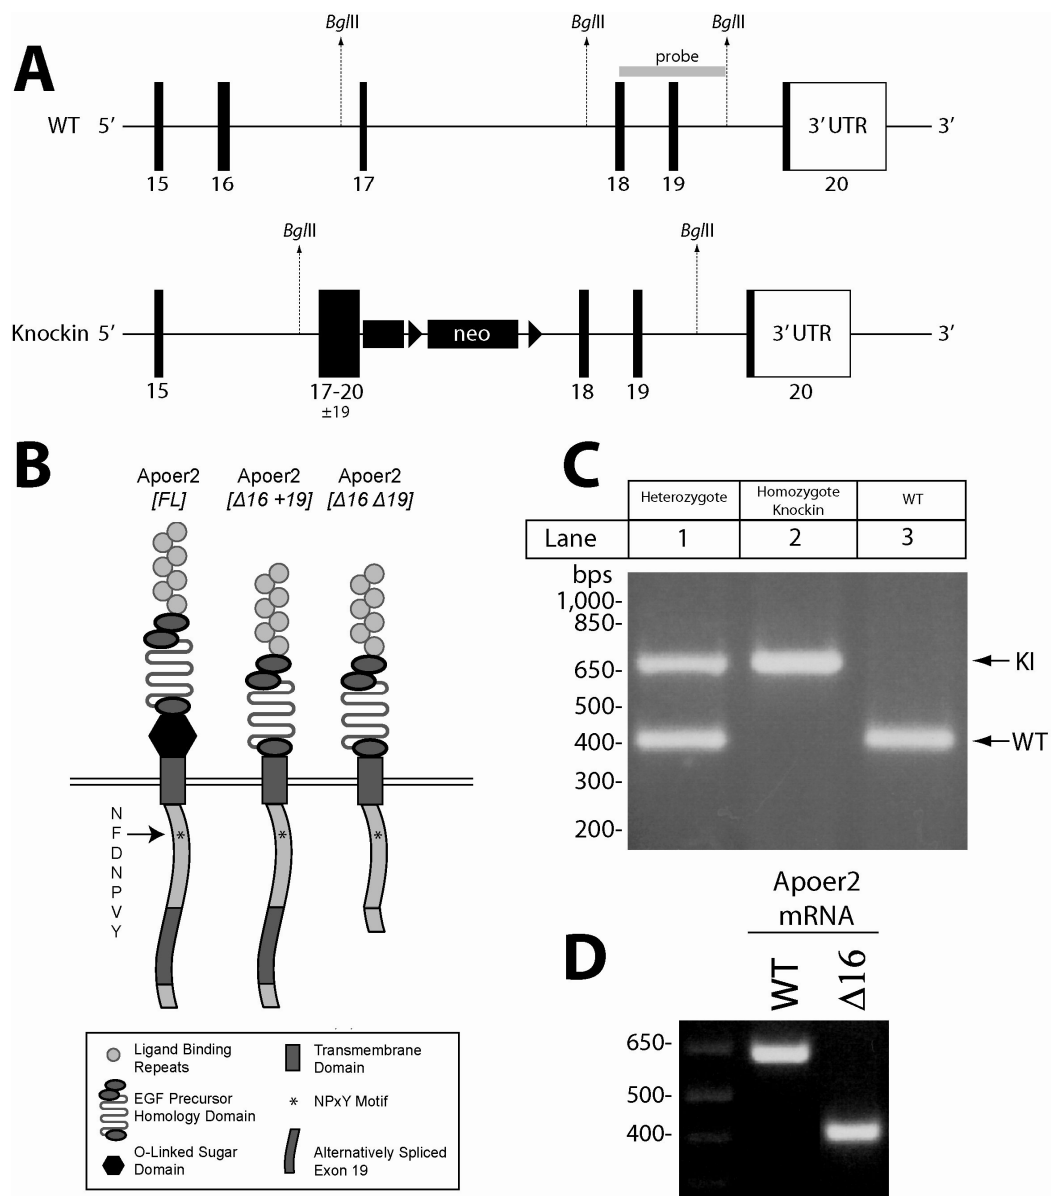 A
BglII
BglII
BglII
probe
WT 5′ 3′ UTR 3′
15 16 17 18 19 20
BglII
BglII
Knockin 5′ neo 3′ UTR 3′
15 17-20 18 19 20
±19
B
Apoer2 Apoer2 Apoer2
[FL] [Δ16 +19] [Δ16 Δ19]
N
F
D
N
P
V
Y
*
*
*
Ligand Binding
Repeats
EGF Precursor
Homology Domain
O-Linked Sugar
Domain
Transmembrane
Domain
* NPxY Motif
Alternatively Spliced
Exon 19
C
Heterozygote
Homozygote
Knockin
WT
Lane 1 2 3
bps
1,000-
850-
650-
500-
400-
300-
200-
KI
WT
D
Apoer2
mRNA
WT
Δ16
650-
500-
400-